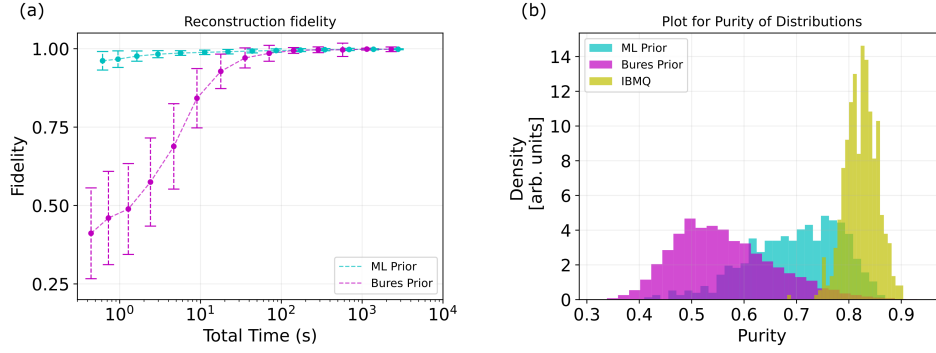 (a)
Reconstruction fidelity
1.00
0.75
0.50
0.25
Fidelity
10^0
10^1
10^2
10^3
10^4
Total Time (s)
ML Prior
Bures Prior
(b)
Plot for Purity of Distributions
14
12
10
8
6
4
2
0
Density
[arb. units]
0.3
0.4
0.5
0.6
0.7
0.8
0.9
Purity
ML Prior
Bures Prior
IBMQ